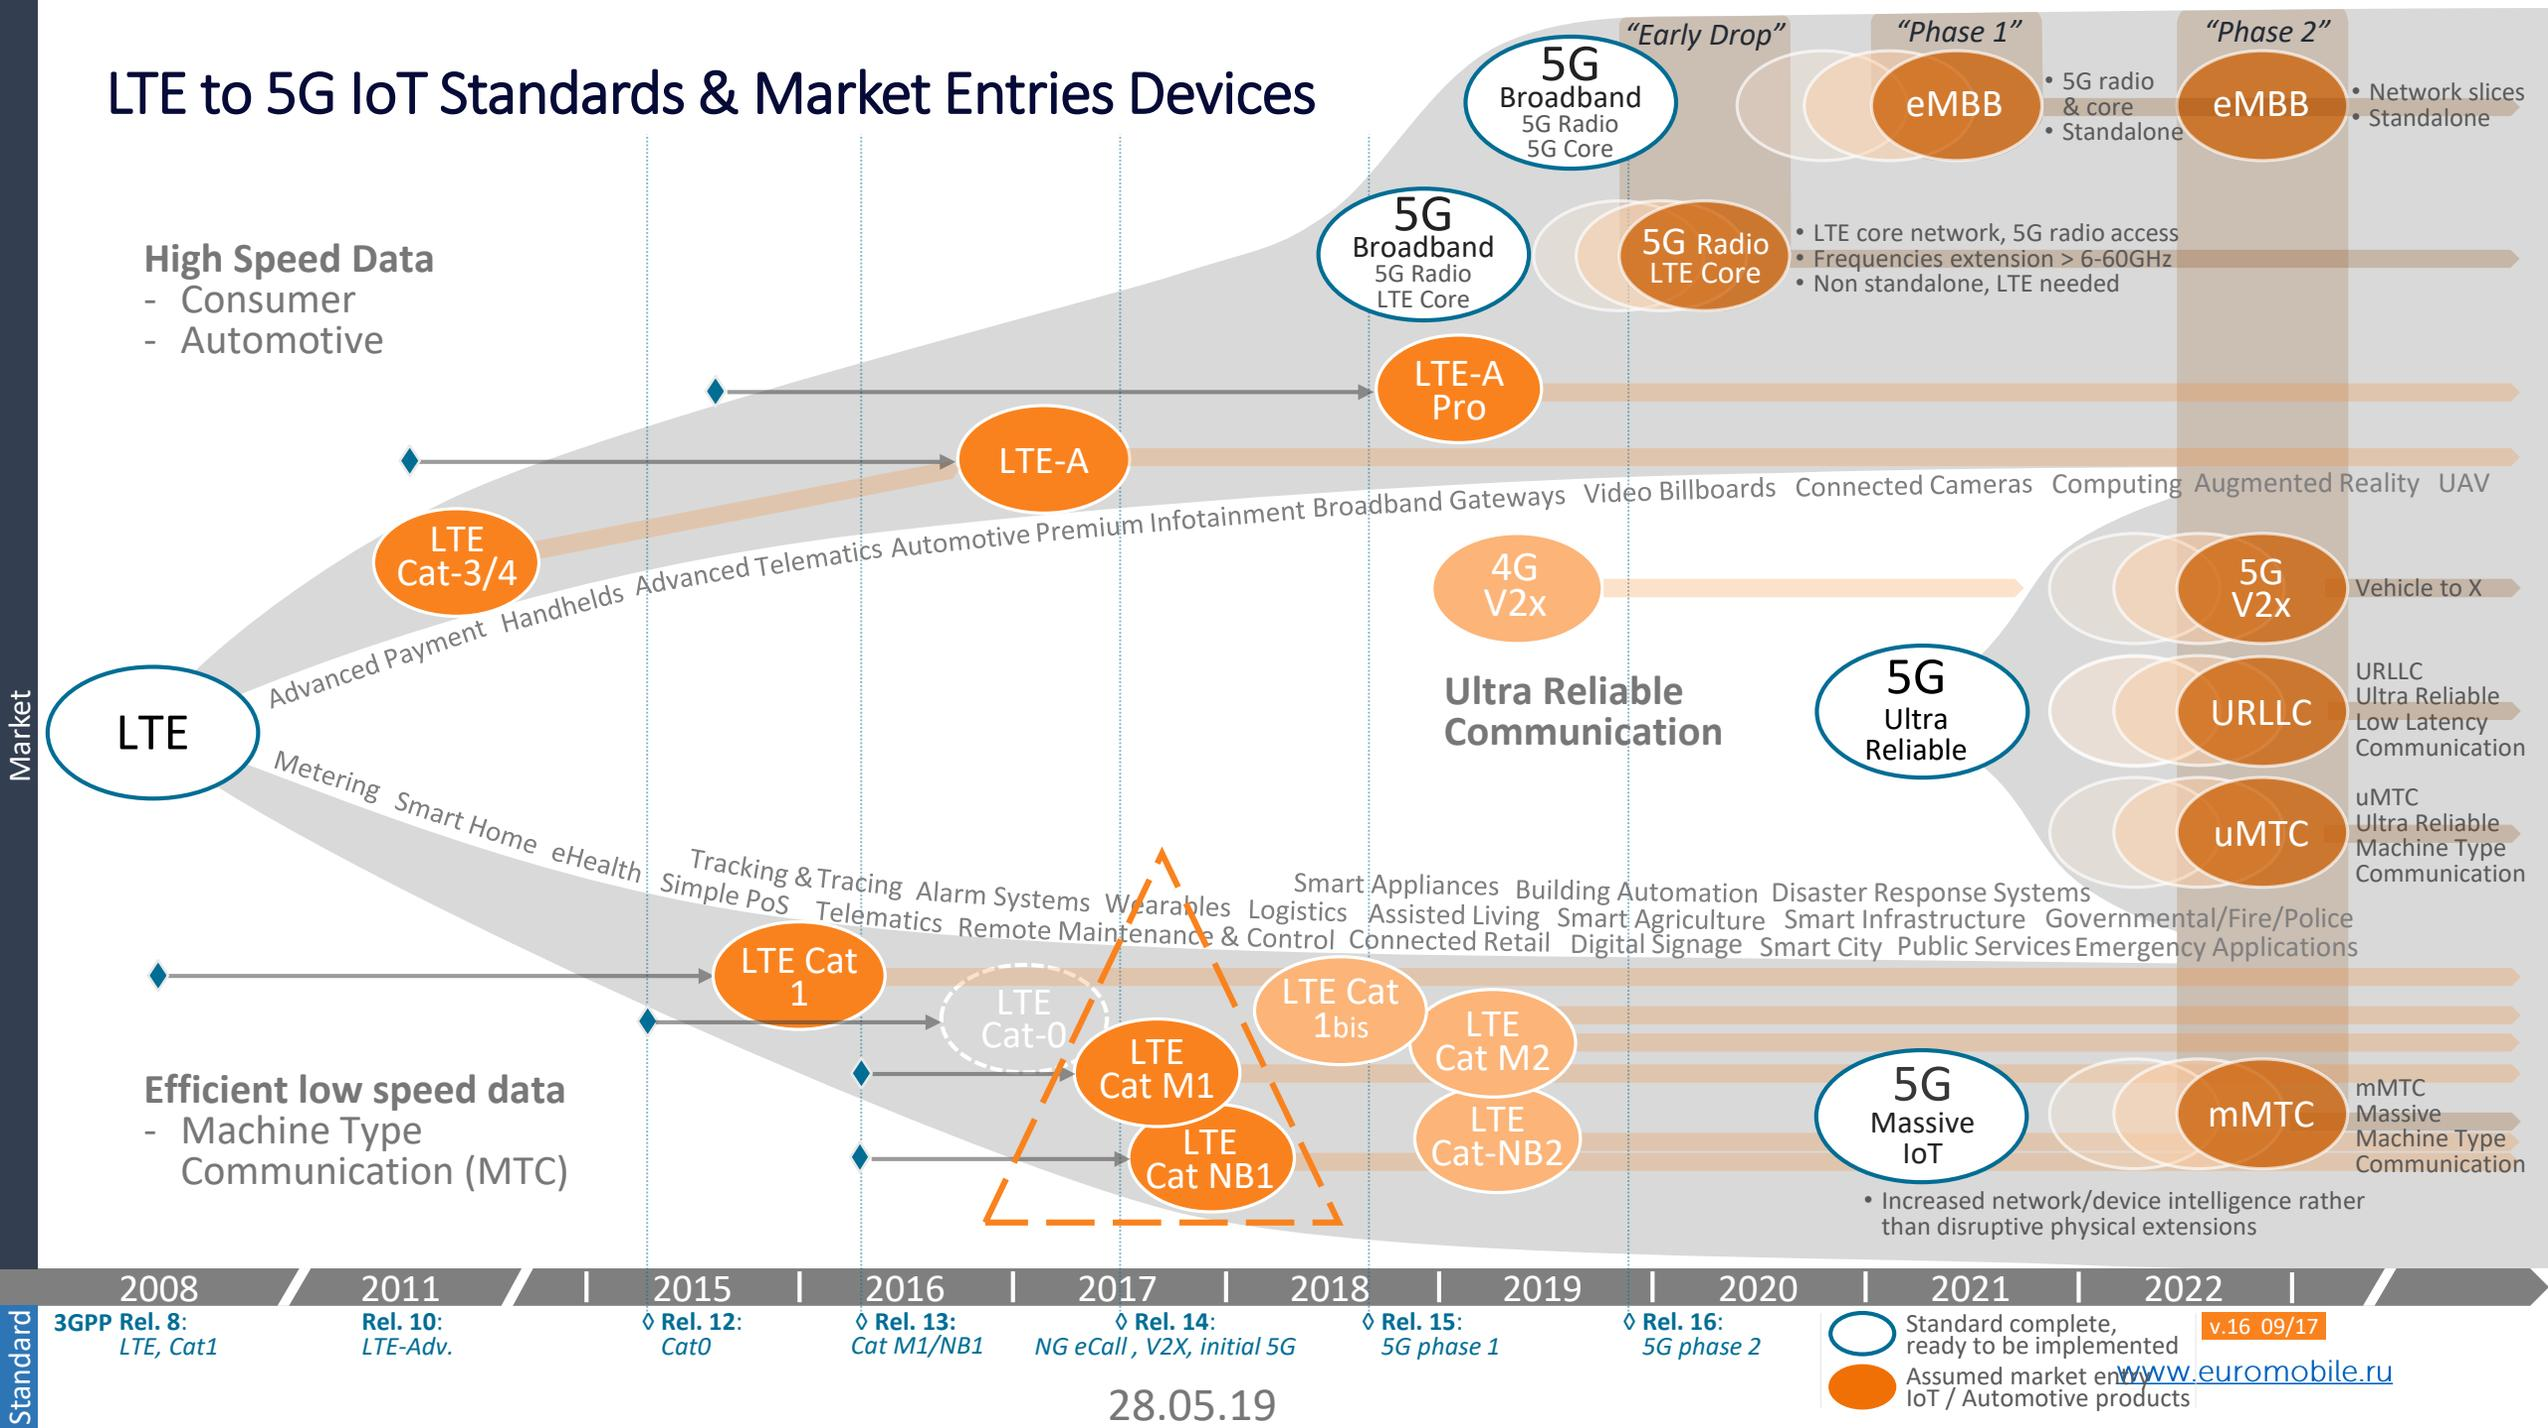 LTE to 5G IoT Standards & Market Entries Devices
“Early Drop”
“Phase 1”
“Phase 2”
5G
Broadband
5G Radio
5G Core
eMBB
• 5G radio
& core
• Standalone
eMBB
• Network slices
• Standalone
5G
Broadband
5G Radio
LTE Core
5G Radio
LTE Core
• LTE core network, 5G radio access
• Frequencies extension > 6-60GHz
• Non standalone, LTE needed
High Speed Data
- Consumer
- Automotive
LTE-A
Pro
LTE-A
LTE
Cat-3/4
Advanced Payment Handhelds Advanced Telematics Automotive Premium Infotainment Broadband Gateways Video Billboards Connected Cameras Computing Augmented Reality UAV
4G
V2x
5G
V2x
Vehicle to X
Market
LTE
Ultra Reliable
Communication
5G
Ultra
Reliable
URLLC
URLLC
Ultra Reliable
Low Latency
Communication
uMTC
uMTC
Ultra Reliable
Machine Type
Communication
Metering Smart Home eHealth
Tracking & Tracing Alarm Systems Wearables Logistics Assisted Living Smart Agriculture Smart Infrastructure Governmental/Fire/Police
Smart Appliances Building Automation Disaster Response Systems
Simple PoS Telematics Remote Maintenance & Control Connected Retail Digital Signage Smart City Public Services Emergency Applications
LTE Cat
1
LTE
Cat-0
LTE
Cat M1
LTE
Cat NB1
LTE Cat
1bis
LTE
Cat M2
LTE
Cat-NB2
5G
Massive
IoT
mMTC
mMTC
Massive
Machine Type
Communication
• Increased network/device intelligence rather
than disruptive physical extensions
Efficient low speed data
- Machine Type
Communication (MTC)
2008 2011 2015 2016 2017 2018 2019 2020 2021 2022
Standard
3GPP Rel. 8:
LTE, Cat1
Rel. 10:
LTE-Adv.
◊ Rel. 12:
Cat0
◊ Rel. 13:
Cat M1/NB1
◊ Rel. 14:
NG eCall , V2X, initial 5G
◊ Rel. 15:
5G phase 1
◊ Rel. 16:
5G phase 2
Standard complete,
ready to be implemented
Assumed market entry
IoT / Automotive products
v.16 09/17
www.euromobile.ru
28.05.19